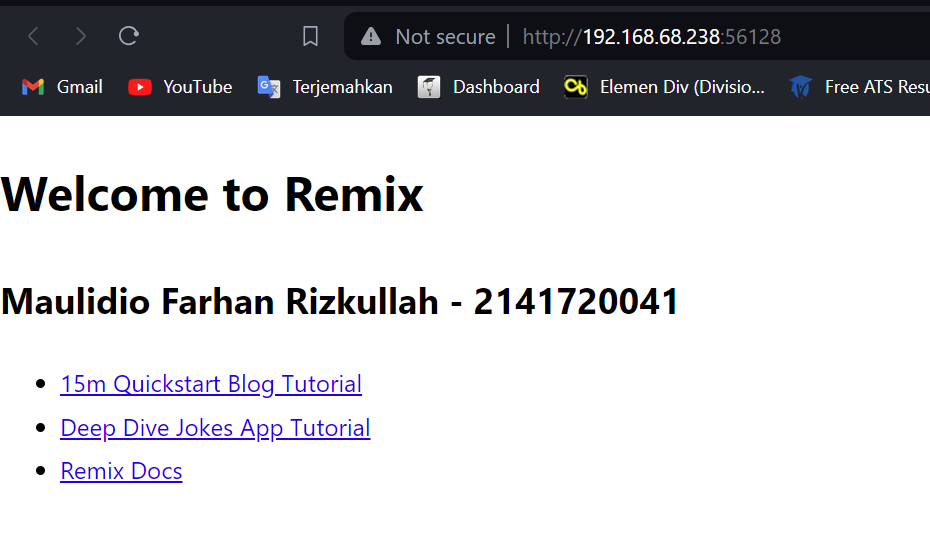 Not secure | http://192.168.68.238:56128
Gmail YouTube Terjemahkan Dashboard Elemen Div (Divisio... Free ATS Resu
Welcome to Remix
Maulidio Farhan Rizkullah - 2141720041
15m Quickstart Blog Tutorial
Deep Dive Jokes App Tutorial
Remix Docs